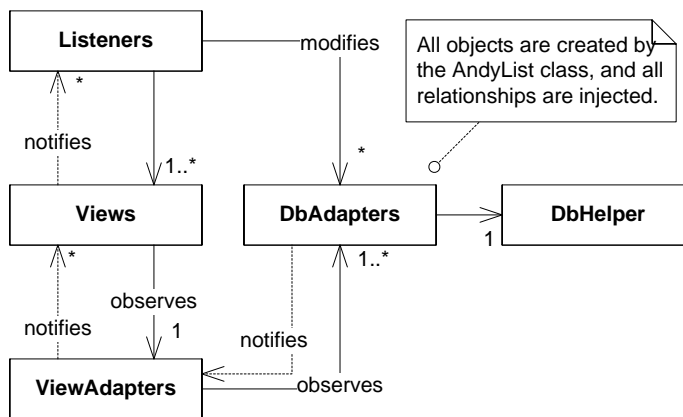 Listeners
modifies
All objects are created by
the AndyList class, and all
relationships are injected.
*
notifies
1..*
*
Views
DbAdapters
DbHelper
*
1..*
1
observes
notifies
1
notifies
ViewAdapters
observes